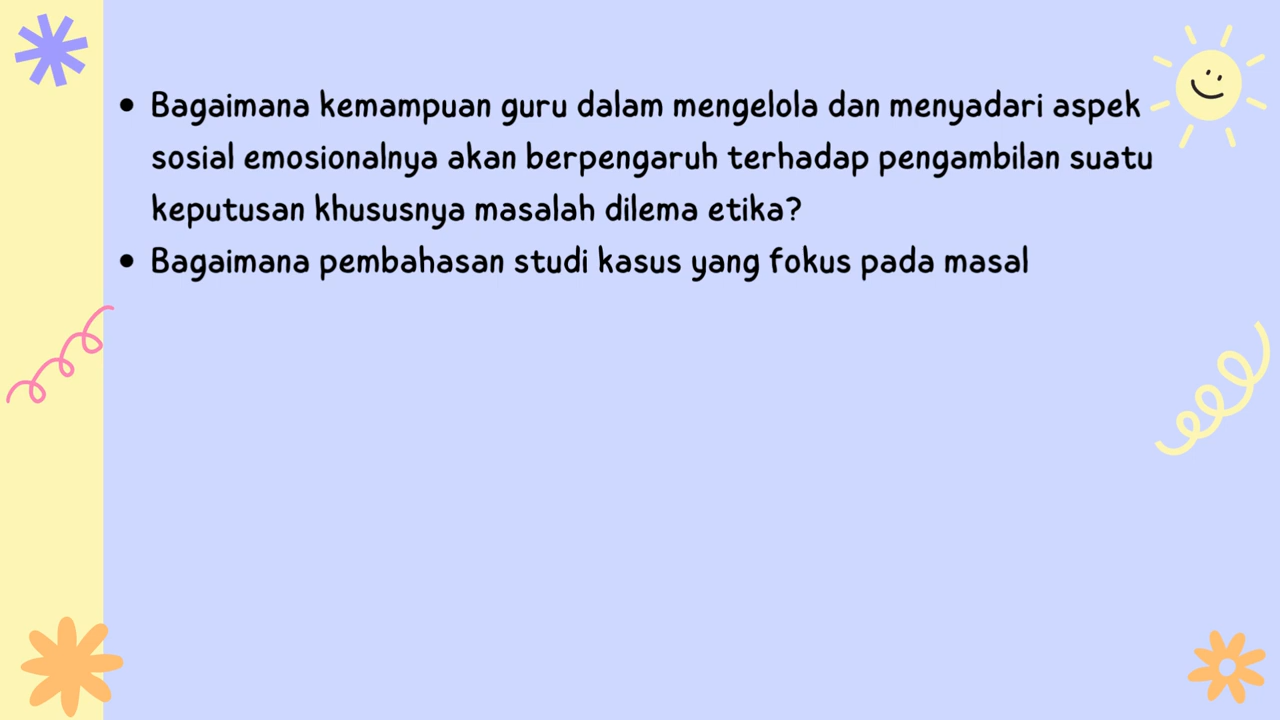 • Bagaimana kemampuan guru dalam mengelola dan menyadari aspek
sosial emosionalnya akan berpengaruh terhadap pengambilan suatu
keputusan khususnya masalah dilema etika?
• Bagaimana pembahasan studi kasus yang fokus pada masal